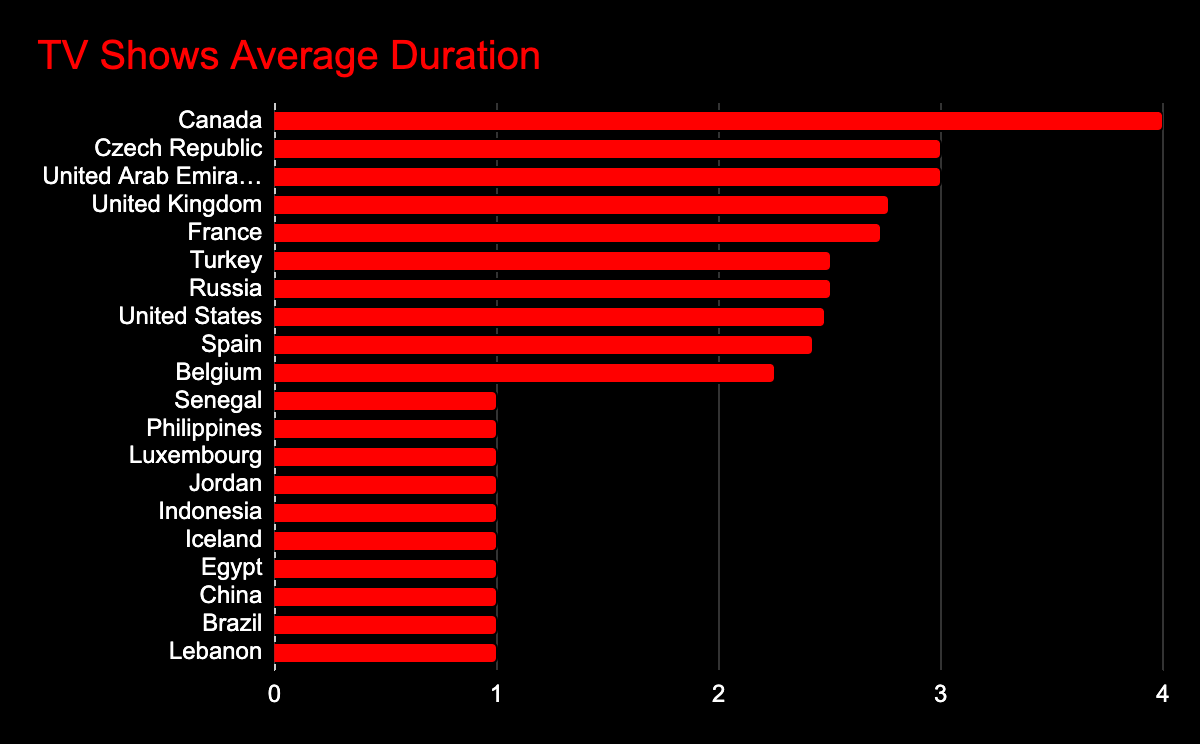 TV Shows Average Duration
Canada
Czech Republic
United Arab Emira…
United Kingdom
France
Turkey
Russia
United States
Spain
Belgium
Senegal
Philippines
Luxembourg
Jordan
Indonesia
Iceland
Egypt
China
Brazil
Lebanon
0 1 2 3 4